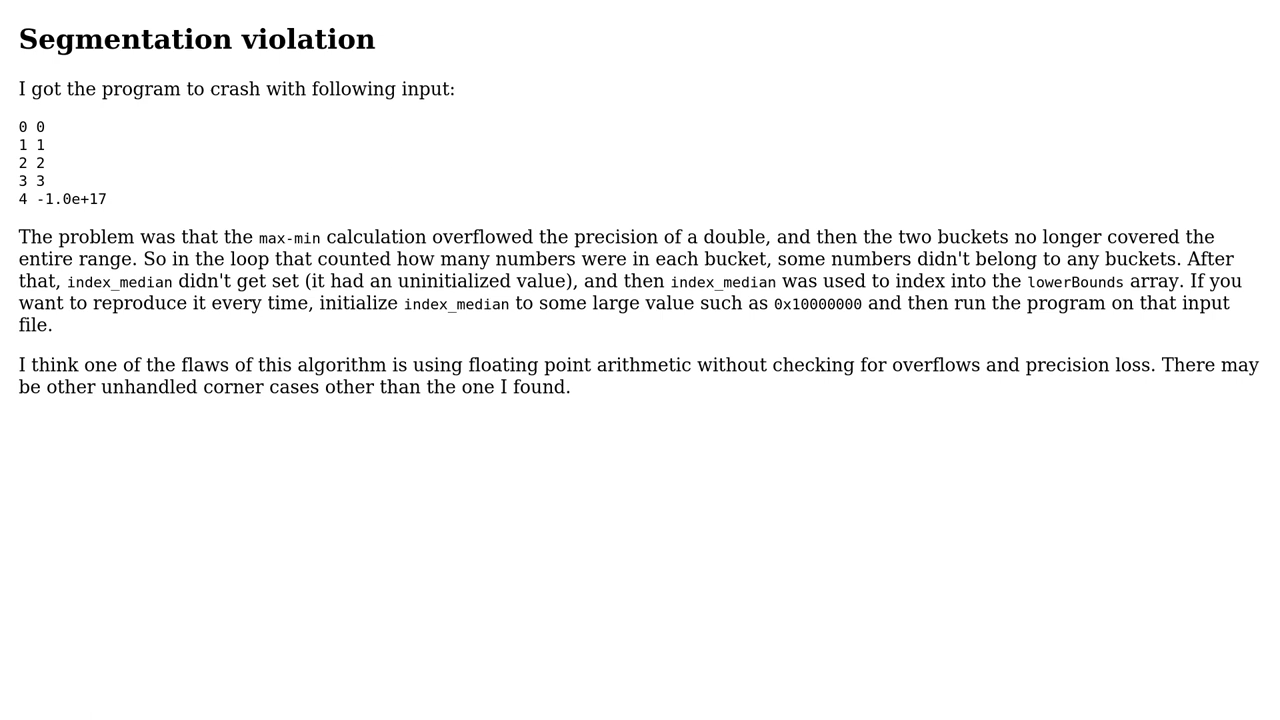 Segmentation violation
I got the program to crash with following input:
0 0
1 1
2 2
3 3
4 -1.0e+17
The problem was that the max-min calculation overflowed the precision of a double, and then the two buckets no longer covered the
entire range. So in the loop that counted how many numbers were in each bucket, some numbers didn't belong to any buckets. After
that, index_median didn't get set (it had an uninitialized value), and then index_median was used to index into the lowerBounds array. If you
want to reproduce it every time, initialize index_median to some large value such as 0x10000000 and then run the program on that input
file.
I think one of the flaws of this algorithm is using floating point arithmetic without checking for overflows and precision loss. There may
be other unhandled corner cases other than the one I found.